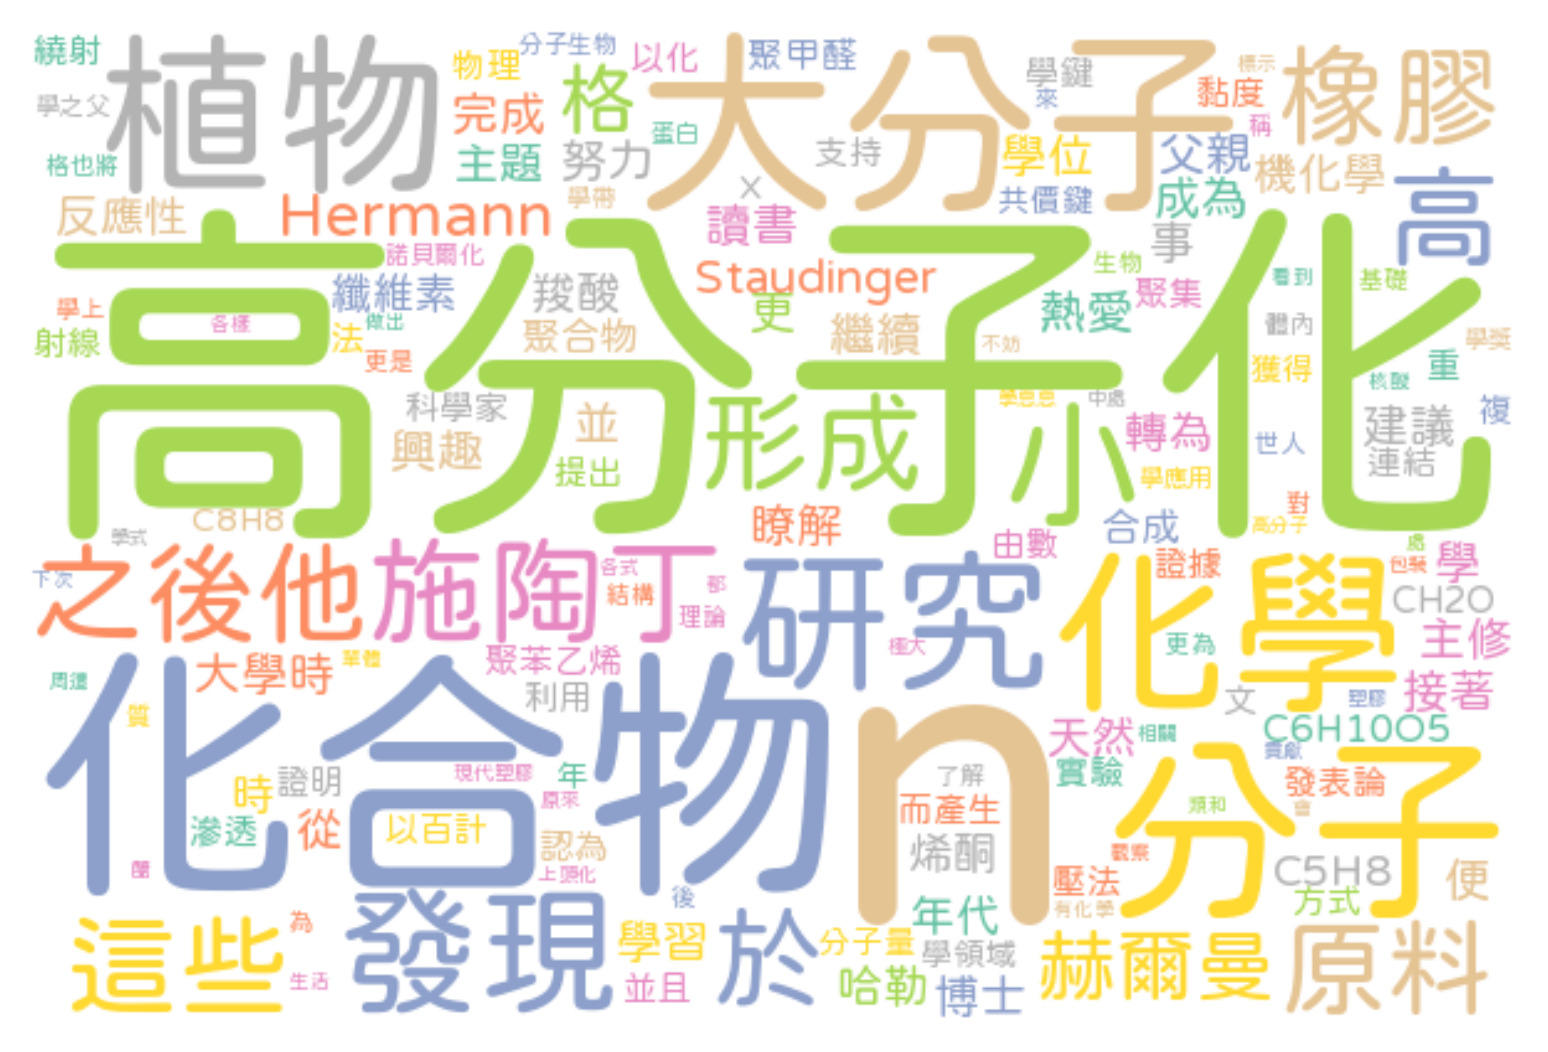 繞射
植物
物理
分子生物
以化
聚甲醛
大分子
學鍵
標示
橡膠
學之父
完成
格
來
黏度
蛋白
稱
格也將
主題
努力
支持
學位
父親
機化學
X
高
反應性
Hermann
學帶
讀書
共價鍵
成為
事
高分子化
諾貝爾化
纖維素
羧酸
Staudinger
更
生物
聚集
看到
基礎
熱愛
學上
各樣
做出
射線
法
聚合物
繼續
不妨
體內
學獎
更是
獲得
重
核酸
科學家
並
形成
學息息
中處
小
轉為
複
建議
興趣
世人
提出
連結
學應用
對
C8H8
瞭解
合成
高分子
學式
由數
之後他
施陶丁
研究
化學
處
證據
包裝
學
下次
各式
結構
部
CH2O
理論
主修
極大
更為
大學時
單體
聚苯乙烯
周遭
利用
接著
文
塑膠
質
化合物
n
天然
相關
C6H10O5
貢獻
分子
時
證明
現代塑膠
年
了解
實驗
發表論
原來
而產生
類和
會
滲透
從
以百計
認為
烯酮
觀察
上頭化
壓法
C5H8
便
後
有化學
方式
年代
這些
為
發現
學習
於
分子量
學領域
赫爾曼
原料
生活
並且
哈勒
博士